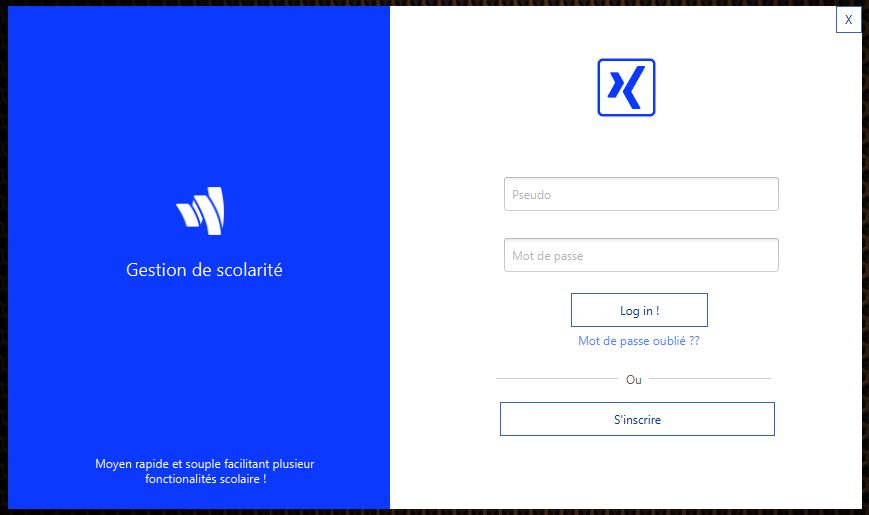 X
Pseudo
Mot de passe
Gestion de scolarité
Log in !
Mot de passe oublié ??
Ou
S'inscrire
Moyen rapide et souple facilitant plusieur
fonctionalités scolaire !